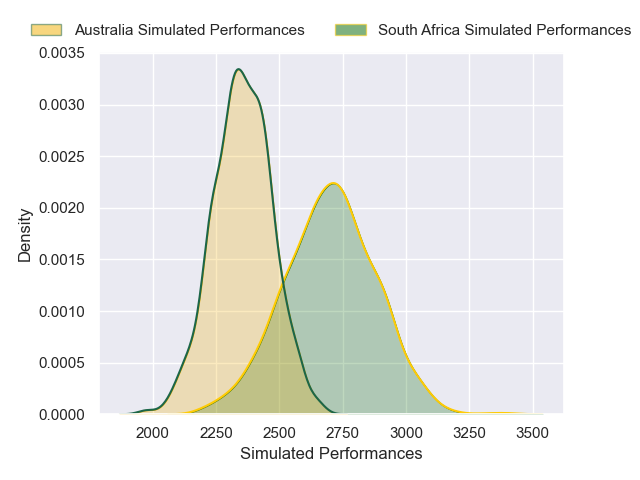 Australia Simulated Performances South Africa Simulated Performances
0.0035
0.0030
0.0025
0.0020
0.0015
0.0010
0.0005
0.0000
Density
2000 2250 2500 2750 3000 3250 3500
Simulated Performances